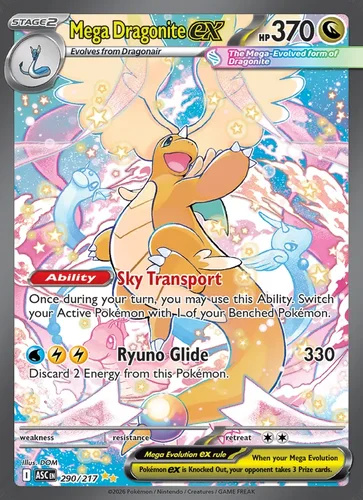 STAGE2
Mega Dragonite ex
HP 370
Evolves from Dragonair
The Mega-Evolved form of
Dragonite
Ability Sky Transport
Once during your turn, you may use this Ability. Switch
your Active Pokémon with 1 of your Benched Pokémon.
Ryuno Glide 330
Discard 2 Energy from this Pokémon.
weakness resistance retreat
Illus. DOM
Mega Evolution ex rule
When your Mega Evolution
Pokémon ex is Knocked Out, your opponent takes 3 Prize cards.
I ASC EN 290/217
©2026 Pokémon / Nintendo / Creatures / GAME FREAK